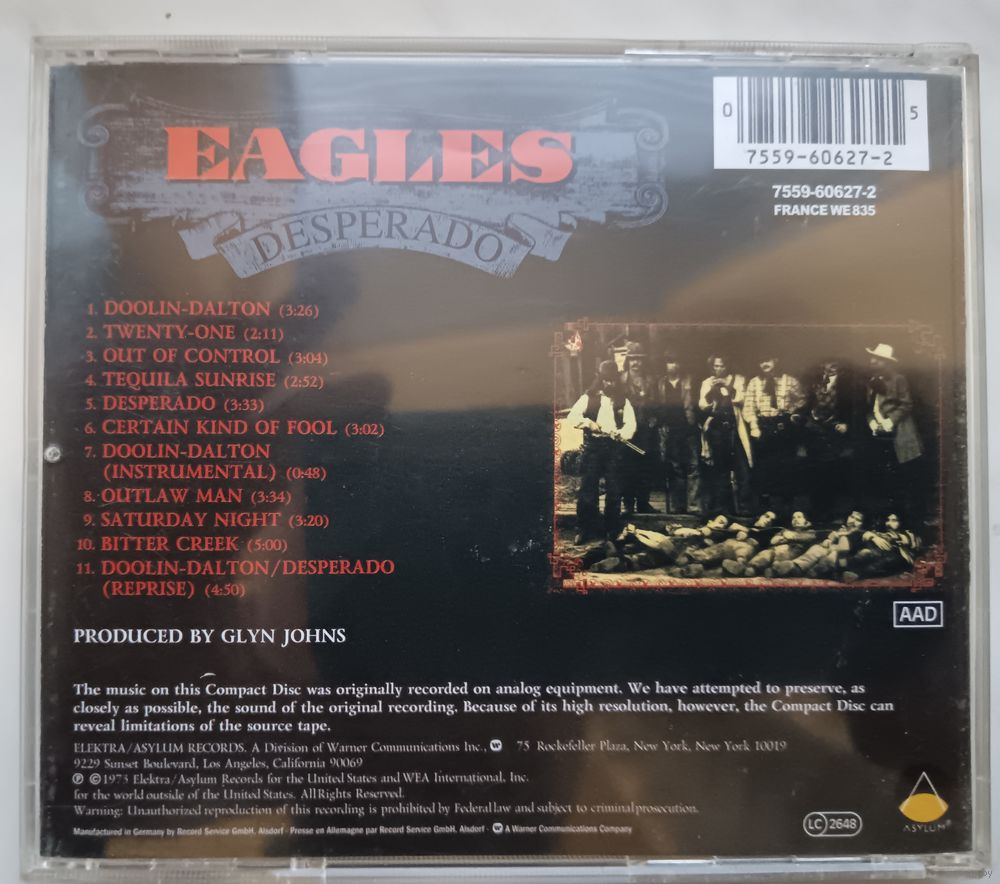 EAGLES
DESPERADO
0 5
7559-60627-2
7559-60627-2
FRANCE WE 835
1. DOOLIN-DALTON (3:26)
2. TWENTY-ONE (2:11)
3. OUT OF CONTROL (3:04)
4. TEQUILA SUNRISE (2:52)
5. DESPERADO (3:33)
6. CERTAIN KIND OF FOOL (3:02)
7. DOOLIN-DALTON
(INSTRUMENTAL) (0:48)
8. OUTLAW MAN (3:34)
9. SATURDAY NIGHT (3:20)
10. BITTER CREEK (5:00)
11. DOOLIN-DALTON/DESPERADO
(REPRISE) (4:50)
AAD
PRODUCED BY GLYN JOHNS
The music on this Compact Disc was originally recorded on analog equipment. We have attempted to preserve, as
closely as possible, the sound of the original recording. Because of its high resolution, however, the Compact Disc can
reveal limitations of the source tape.
ELEKTRA/ASYLUM RECORDS. A Division of Warner Communications Inc., 75 Rockefeller Plaza, New York, New York 10019
9229 Sunset Boulevard, Los Angeles, California 90069
℗ © 1973 Elektra/Asylum Records for the United States and WEA International, Inc.
for the world outside of the United States. All Rights Reserved.
Warning: Unauthorized reproduction of this recording is prohibited by Federal law and subject to criminal prosecution.
Manufactured in Germany by Record Service GmbH, Alsdorf · Presse en Allemagne par Record Service GmbH, Alsdorf · A Warner Communications Company
LC 2648
ASYLUM®